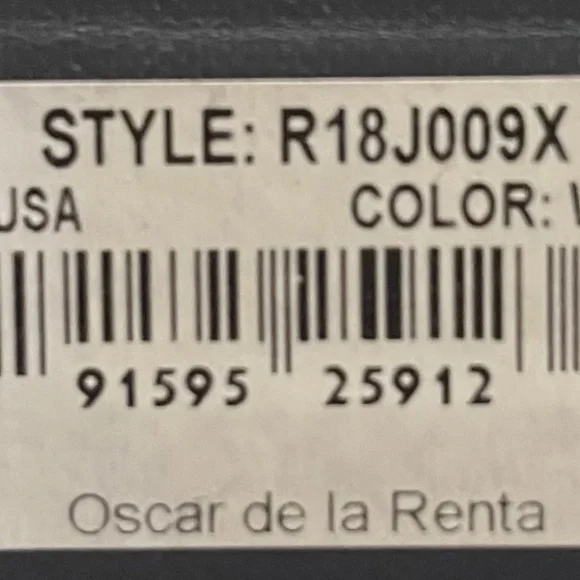 STYLE: R18J009X
USA
COLOR:
91595 25912
Oscar de la Renta